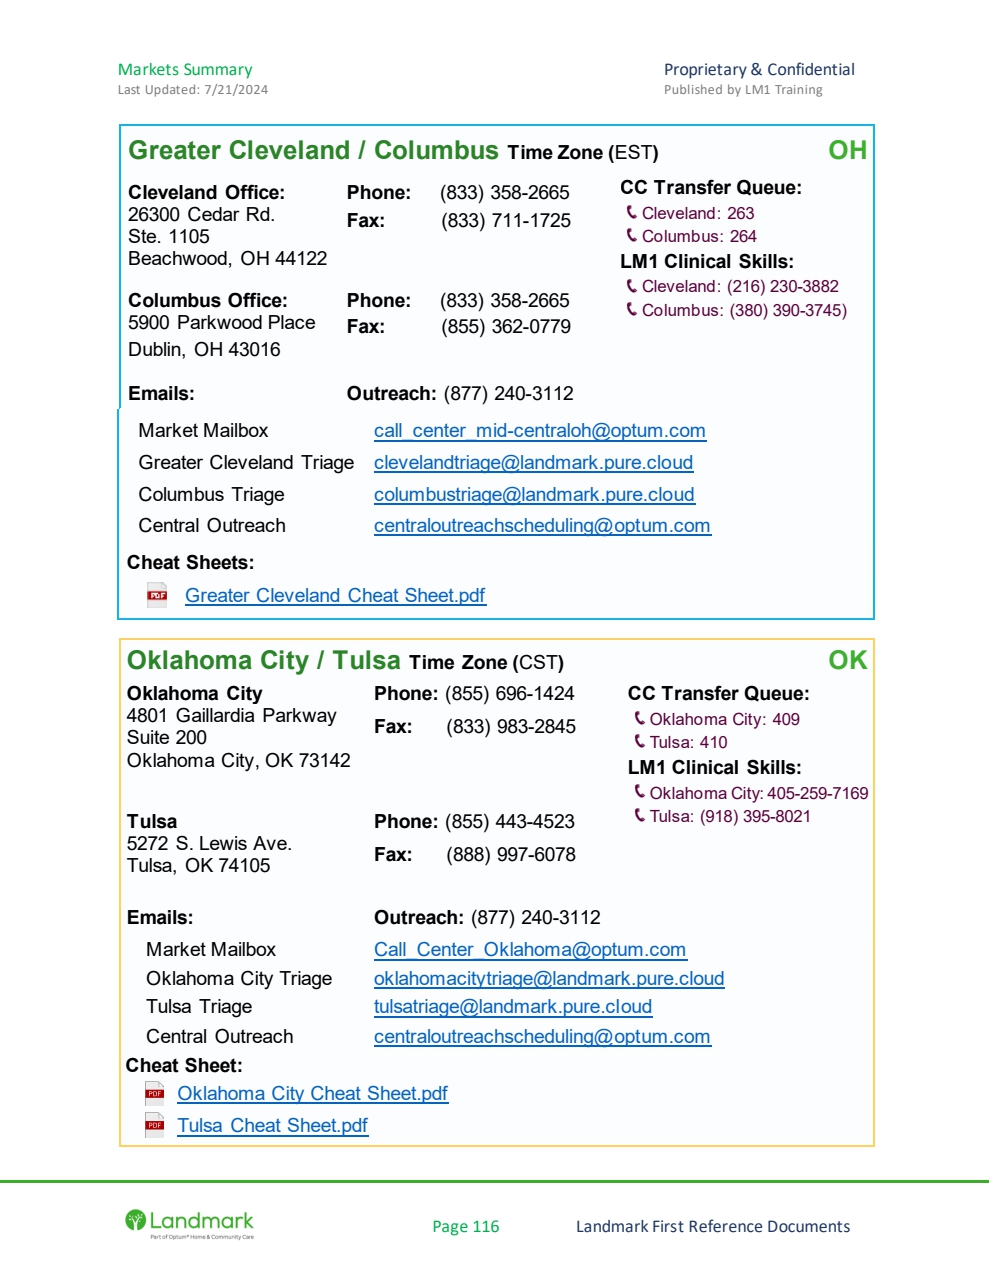 Markets Summary
Last Updated: 7/21/2024
Proprietary & Confidential
Published by LM1 Training
Greater Cleveland / Columbus Time Zone (EST)
OH
Cleveland Office:
26300 Cedar Rd.
Ste. 1105
Beachwood, OH 44122
Phone: (833) 358-2665
Fax: (833) 711-1725
CC Transfer Queue:
Cleveland: 263
Columbus: 264
LM1 Clinical Skills:
Cleveland: (216) 230-3882
Columbus: (380) 390-3745)
Columbus Office:
5900 Parkwood Place
Dublin, OH 43016
Phone: (833) 358-2665
Fax: (855) 362-0779
Emails:
Outreach: (877) 240-3112
Market Mailbox call_center_mid-centraloh@optum.com
Greater Cleveland Triage clevelandtriage@landmark.pure.cloud
Columbus Triage columbustriage@landmark.pure.cloud
Central Outreach centraloutreachscheduling@optum.com
Cheat Sheets:
PDF Greater Cleveland Cheat Sheet.pdf
Oklahoma City / Tulsa Time Zone (CST)
OK
Oklahoma City
4801 Gaillardia Parkway
Suite 200
Oklahoma City, OK 73142
Phone: (855) 696-1424
Fax: (833) 983-2845
CC Transfer Queue:
Oklahoma City: 409
Tulsa: 410
LM1 Clinical Skills:
Oklahoma City: 405-259-7169
Tulsa: (918) 395-8021
Tulsa
5272 S. Lewis Ave.
Tulsa, OK 74105
Phone: (855) 443-4523
Fax: (888) 997-6078
Emails:
Outreach: (877) 240-3112
Market Mailbox Call_Center_Oklahoma@optum.com
Oklahoma City Triage oklahomacitytriage@landmark.pure.cloud
Tulsa Triage tulsatriage@landmark.pure.cloud
Central Outreach centraloutreachscheduling@optum.com
Cheat Sheet:
PDF Oklahoma City Cheat Sheet.pdf
PDF Tulsa Cheat Sheet.pdf
Landmark
Part of Optum® Home & Community Care
Page 116
Landmark First Reference Documents